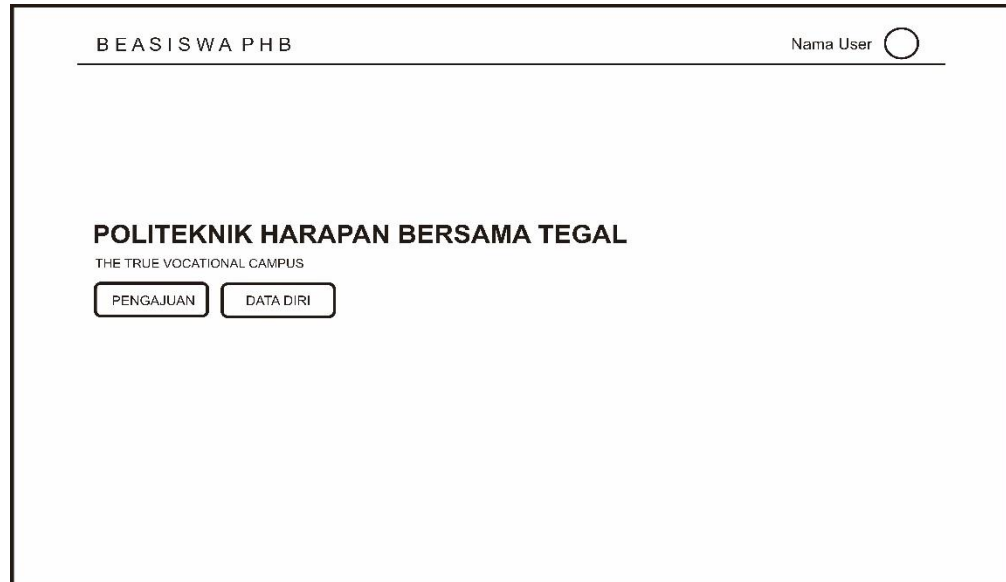 BEASISWA PHB
Nama User
POLITEKNIK HARAPAN BERSAMA TEGAL
THE TRUE VOCATIONAL CAMPUS
PENGAJUAN
DATA DIRI